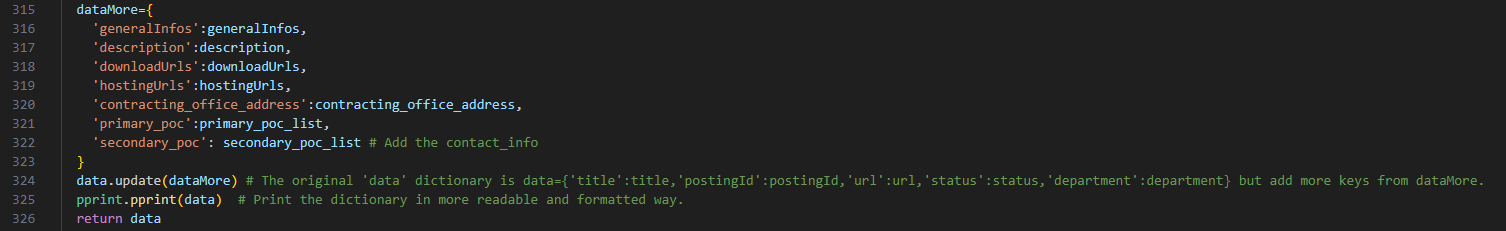 315 dataMore={
316 'generalInfos':generalInfos,
317 'description':description,
318 'downloadUrls':downloadUrls,
319 'hostingUrls':hostingUrls,
320 'contracting_office_address':contracting_office_address,
321 'primary_poc':primary_poc_list,
322 'secondary_poc': secondary_poc_list # Add the contact_info
323 }
324 data.update(dataMore) # The original 'data' dictionary is data={'title':title,'postingId':postingId,'url':url,'status':status,'department':department} but add more keys from dataMore.
325 pprint.pprint(data)  # Print the dictionary in more readable and formatted way.
326 return data